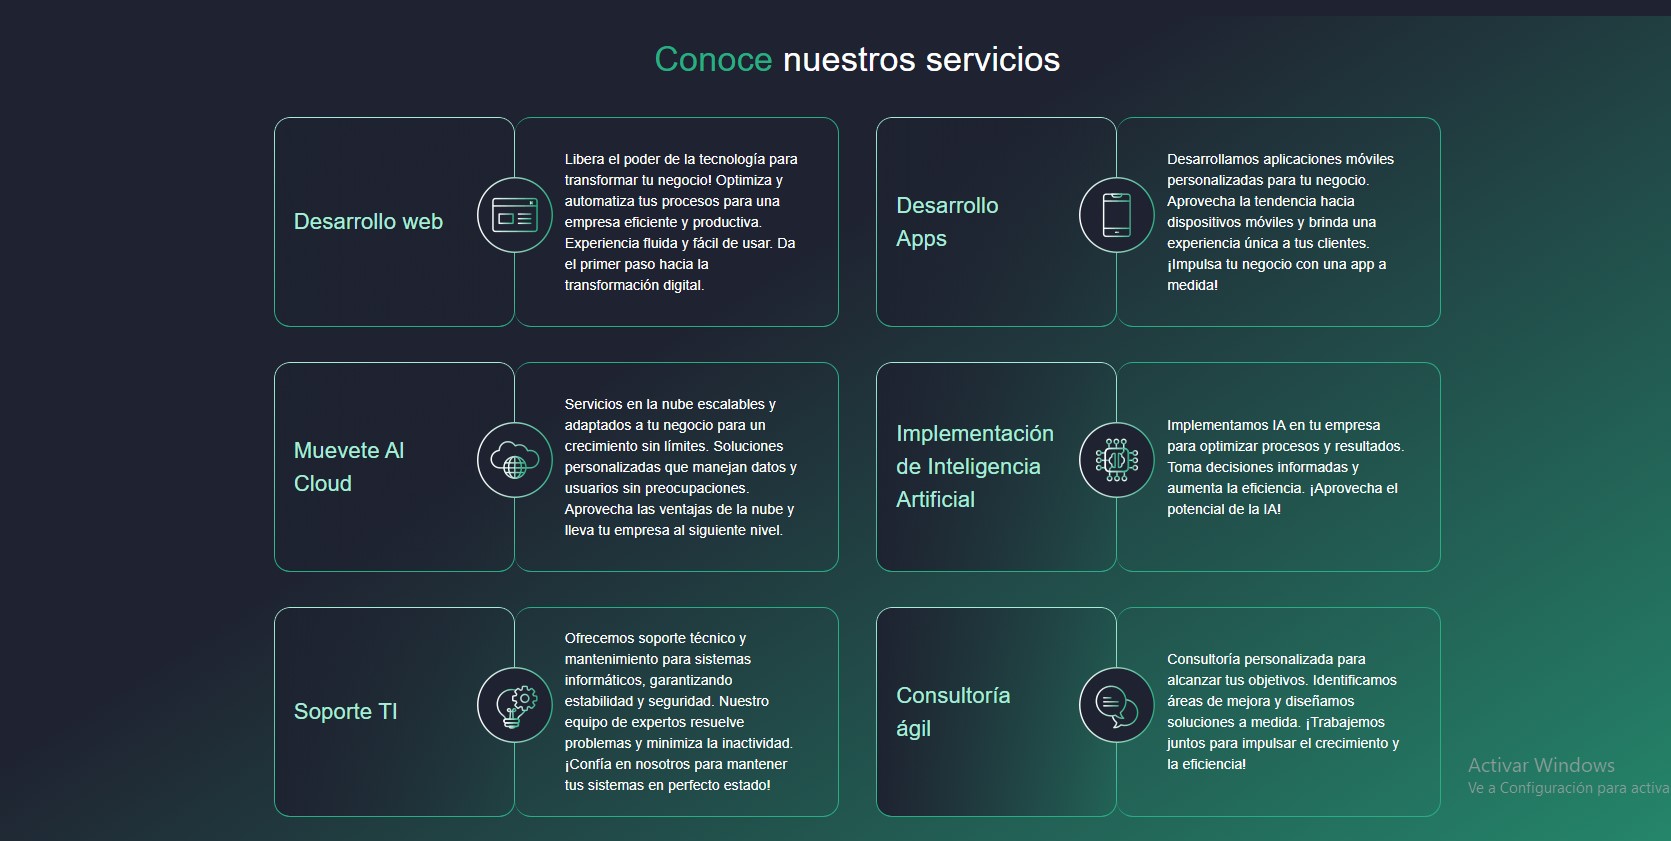 Conoce nuestros servicios
Desarrollo web
Libera el poder de la tecnología para
transformar tu negocio! Optimiza y
automatiza tus procesos para una
empresa eficiente y productiva.
Experiencia fluida y fácil de usar. Da
el primer paso hacia la
transformación digital.
Desarrollo
Apps
Desarrollamos aplicaciones móviles
personalizadas para tu negocio.
Aprovecha la tendencia hacia
dispositivos móviles y brinda una
experiencia única a tus clientes.
¡Impulsa tu negocio con una app a
medida!
Muevete Al
Cloud
Servicios en la nube escalables y
adaptados a tu negocio para un
crecimiento sin límites. Soluciones
personalizadas que manejan datos y
usuarios sin preocupaciones.
Aprovecha las ventajas de la nube y
lleva tu empresa al siguiente nivel.
Implementación
de Inteligencia
Artificial
Implementamos IA en tu empresa
para optimizar procesos y resultados.
Toma decisiones informadas y
aumenta la eficiencia. ¡Aprovecha el
potencial de la IA!
Soporte TI
Ofrecemos soporte técnico y
mantenimiento para sistemas
informáticos, garantizando
estabilidad y seguridad. Nuestro
equipo de expertos resuelve
problemas y minimiza la inactividad.
¡Confía en nosotros para mantener
tus sistemas en perfecto estado!
Consultoría
ágil
Consultoría personalizada para
alcanzar tus objetivos. Identificamos
áreas de mejora y diseñamos
soluciones a medida. ¡Trabajemos
juntos para impulsar el crecimiento y
la eficiencia!
Activar Windows
Ve a Configuración para activa